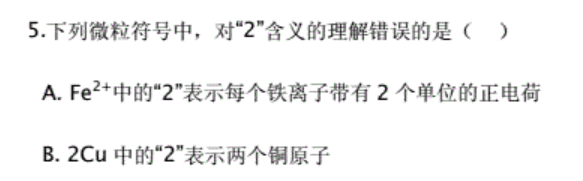 5.下列微粒符号中，对“2”含义的理解错误的是（　）
A. Fe²⁺中的“2”表示每个铁离子带有 2 个单位的正电荷
B. 2Cu 中的“2”表示两个铜原子